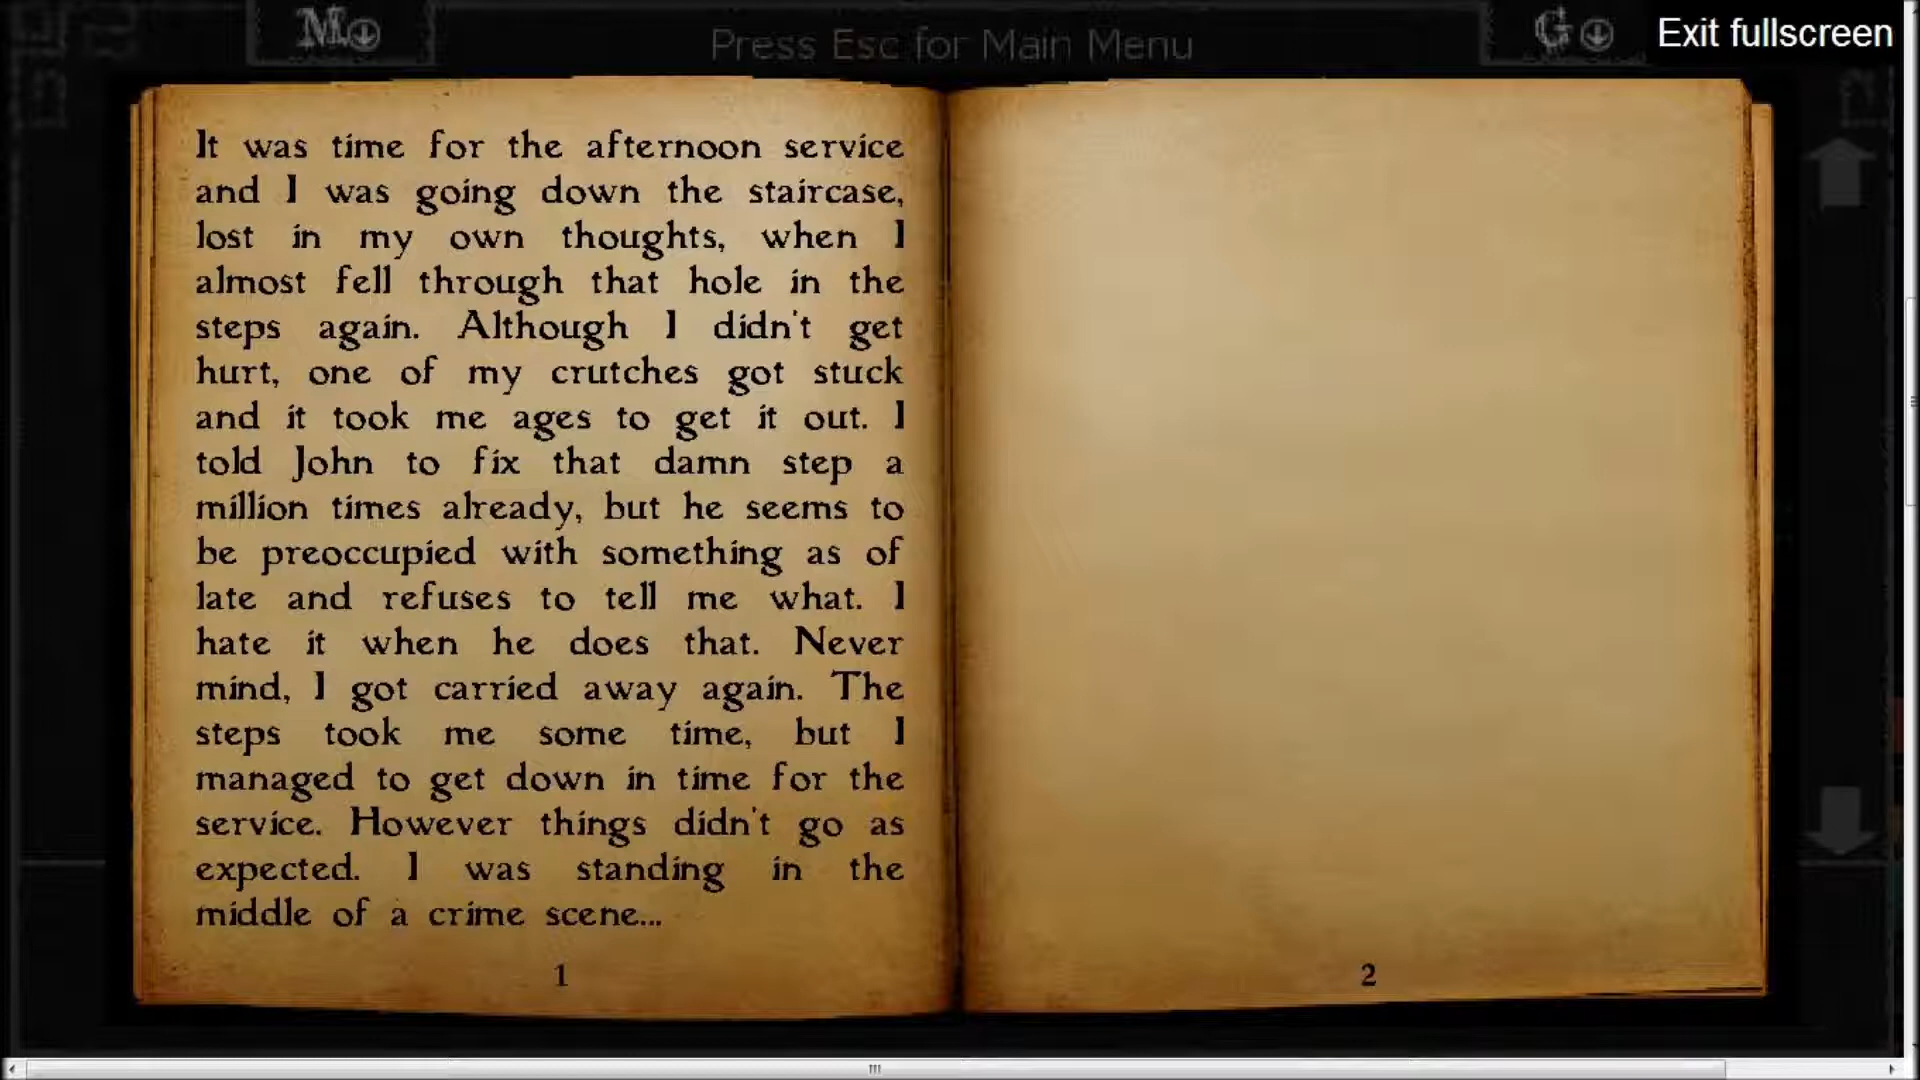 M
Press Esc for Main Menu
G
Exit fullscreen
It was time for the afternoon service
and I was going down the staircase,
lost in my own thoughts, when I
almost fell through that hole in the
steps again. Although I didn't get
hurt, one of my crutches got stuck
and it took me ages to get it out. I
told John to fix that damn step a
million times already, but he seems to
be preoccupied with something as of
late and refuses to tell me what. I
hate it when he does that. Never
mind, I got carried away again. The
steps took me some time, but I
managed to get down in time for the
service. However things didn't go as
expected. I was standing in the
middle of a crime scene...
1
2